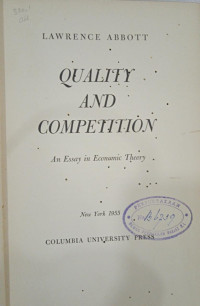 LAWRENCE ABBOTT
QUALITY
AND
COMPETITION
An Essay in Economic Theory
New York 1955
COLUMBIA UNIVERSITY PRESS